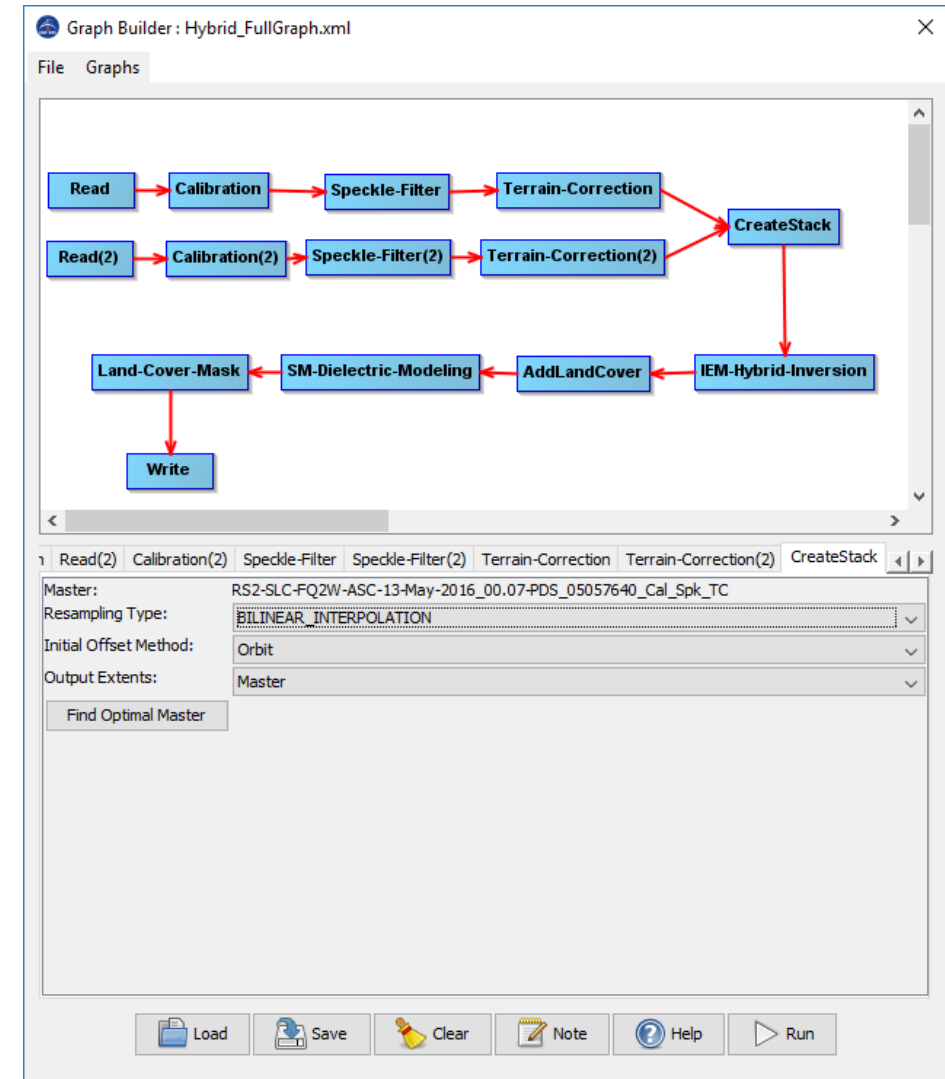 Graph Builder : Hybrid_FullGraph.xml
File Graphs
Read Calibration Speckle-Filter Terrain-Correction
CreateStack
Read(2) Calibration(2) Speckle-Filter(2) Terrain-Correction(2)
Land-Cover-Mask SM-Dielectric-Modeling AddLandCover IEM-Hybrid-Inversion
Write
Read(2) Calibration(2) Speckle-Filter Speckle-Filter(2) Terrain-Correction Terrain-Correction(2) CreateStack
Master: RS2-SLC-FQ2W-ASC-13-May-2016_00.07-PDS_05057640_Cal_Spk_TC
Resampling Type: BILINEAR_INTERPOLATION
Initial Offset Method: Orbit
Output Extents: Master
Find Optimal Master
Load Save Clear Note Help Run